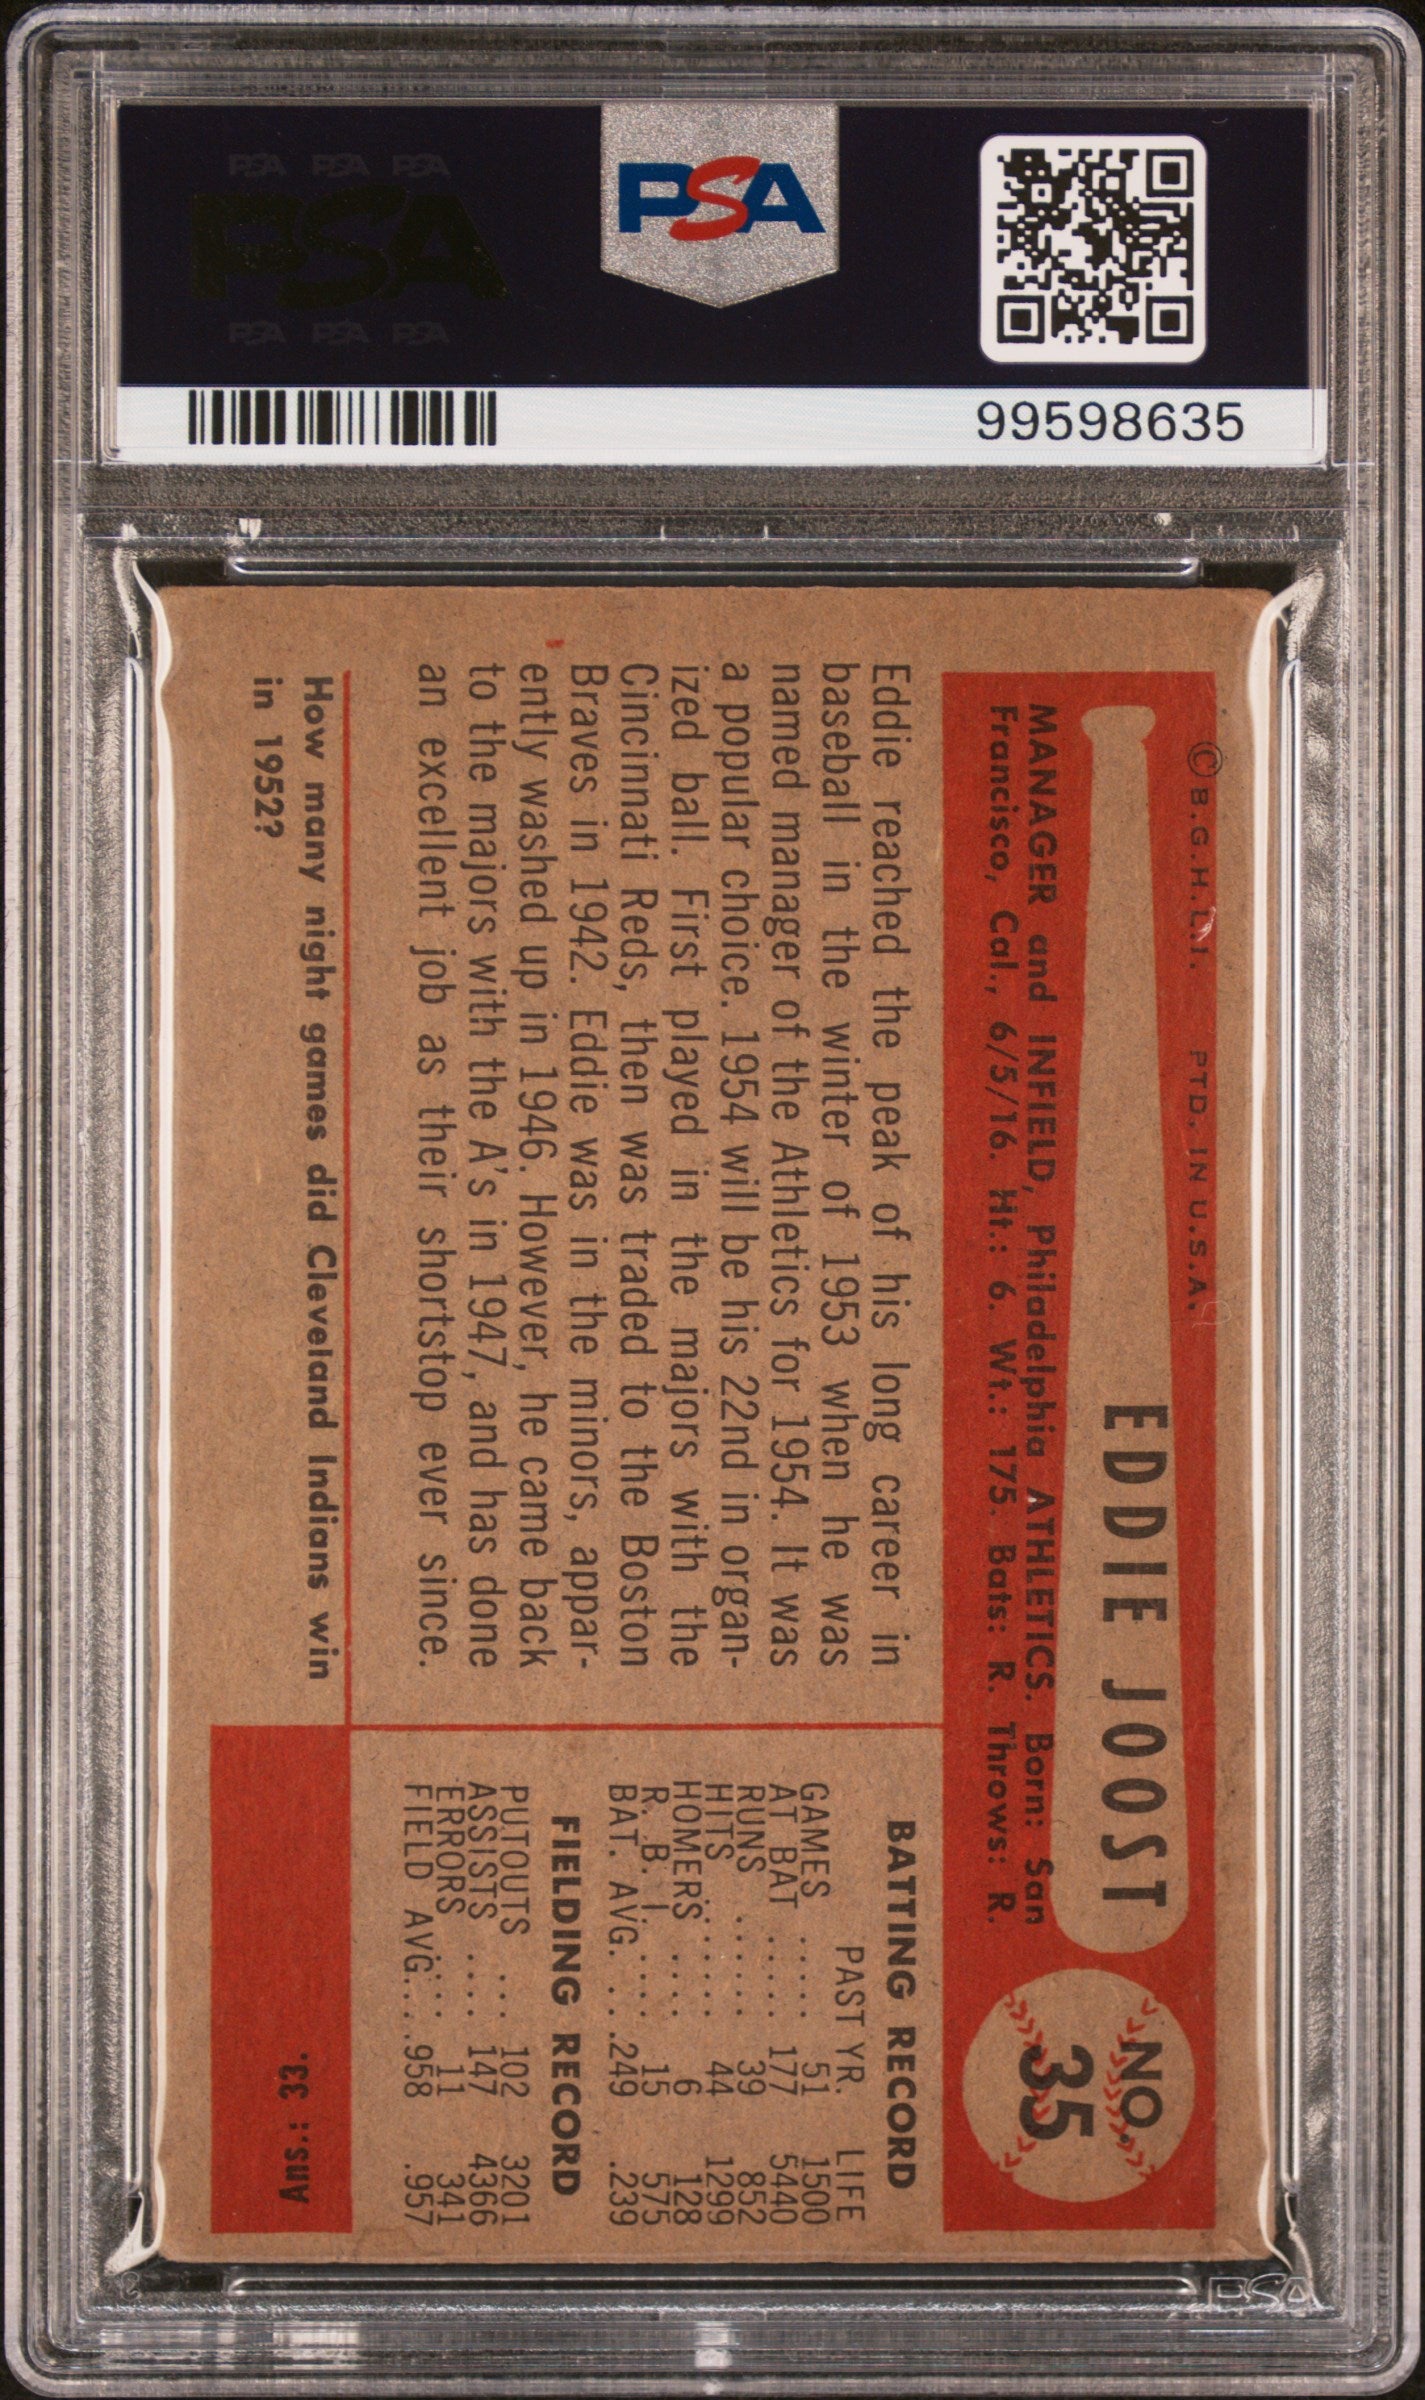 PSA PSA PSA
PSA
PSA PSA PSA
PSA
99598635
© B.G.H.L.I. PTD. IN U.S.A.
EDDIE JOOST
NO.
35
MANAGER and INFIELD, Philadelphia ATHLETICS. Born: San
Francisco, Cal., 6/5/16. Ht.: 6. Wt.: 175. Bats: R. Throws: R.
Eddie reached the peak of his long career in
baseball in the winter of 1953 when he was
named manager of the Athletics for 1954. It was
a popular choice. 1954 will be his 22nd in organ-
ized ball. First played in the majors with the
Cincinnati Reds, then was traded to the Boston
Braves in 1942. Eddie was in the minors, appar-
ently washed up in 1946. However, he came back
to the majors with the A's in 1947, and has done
an excellent job as their shortstop ever since.
BATTING RECORD
PAST YR. LIFE
GAMES ..... 51 1500
AT BAT ..... 177 5440
RUNS ...... 39 852
HITS ...... 44 1299
HOMERS .... 6 128
R. B. I. .... 15 575
BAT. AVG. ...249 .239
FIELDING RECORD
PUTOUTS ... 102 3201
ASSISTS .... 147 4366
ERRORS .... 11 341
FIELD AVG....958 .957
How many night games did Cleveland Indians win
in 1952?
Ans.: 33.
PSA